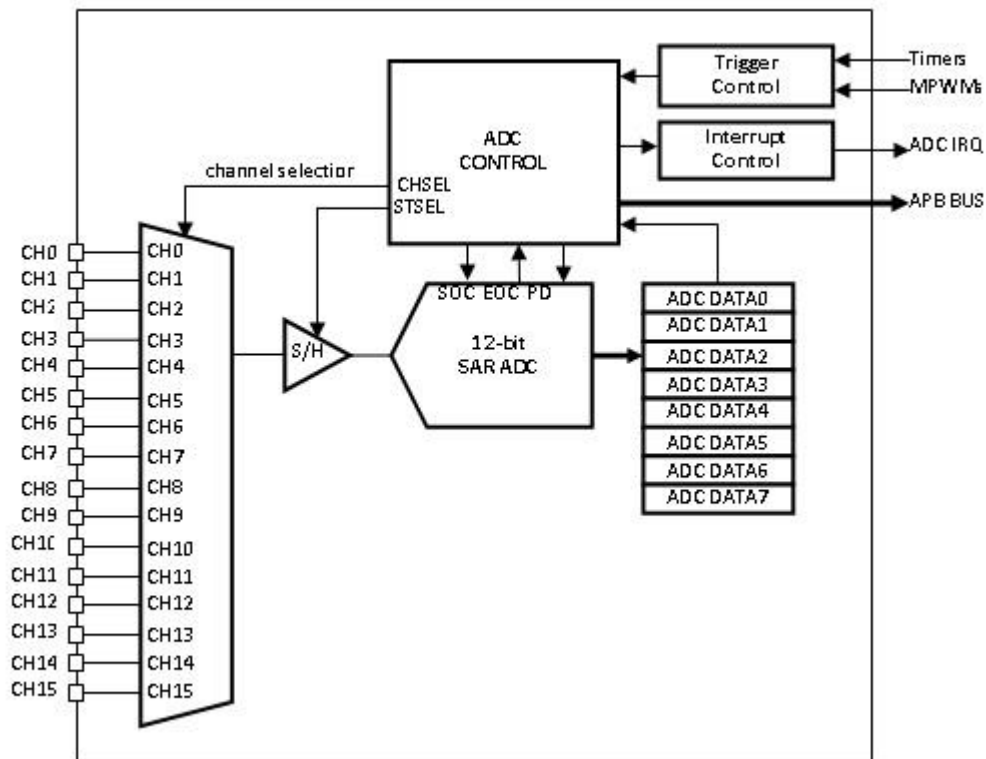 Trigger
Control
Timers
MPWMs
ADC
CONTROL
Interrupt
Control
ADC IRQ
channel selection
CHSEL
STSEL
APB BUS
CH0
CH1
CH2
CH3
CH4
CH5
CH6
CH7
CH8
CH9
CH10
CH11
CH12
CH13
CH14
CH15
CH0
CH1
CH2
CH3
CH4
CH5
CH6
CH7
CH8
CH9
CH10
CH11
CH12
CH13
CH14
CH15
S/H
SOC EOC PD
12-bit
SAR ADC
ADC DATA0
ADC DATA1
ADC DATA2
ADC DATA3
ADC DATA4
ADC DATA5
ADC DATA6
ADC DATA7